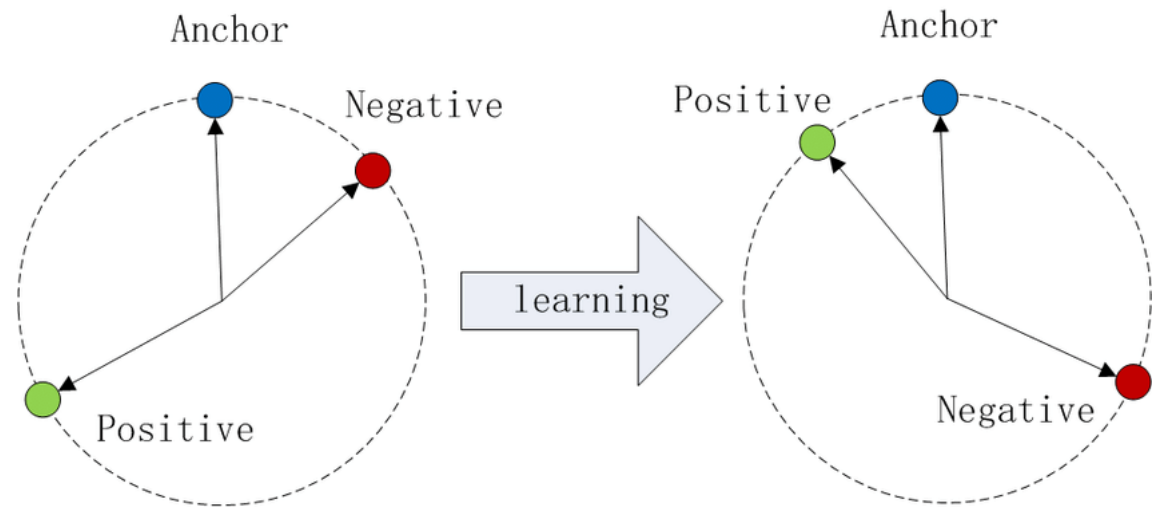 Anchor
Negative
Positive
learning
Anchor
Positive
Negative